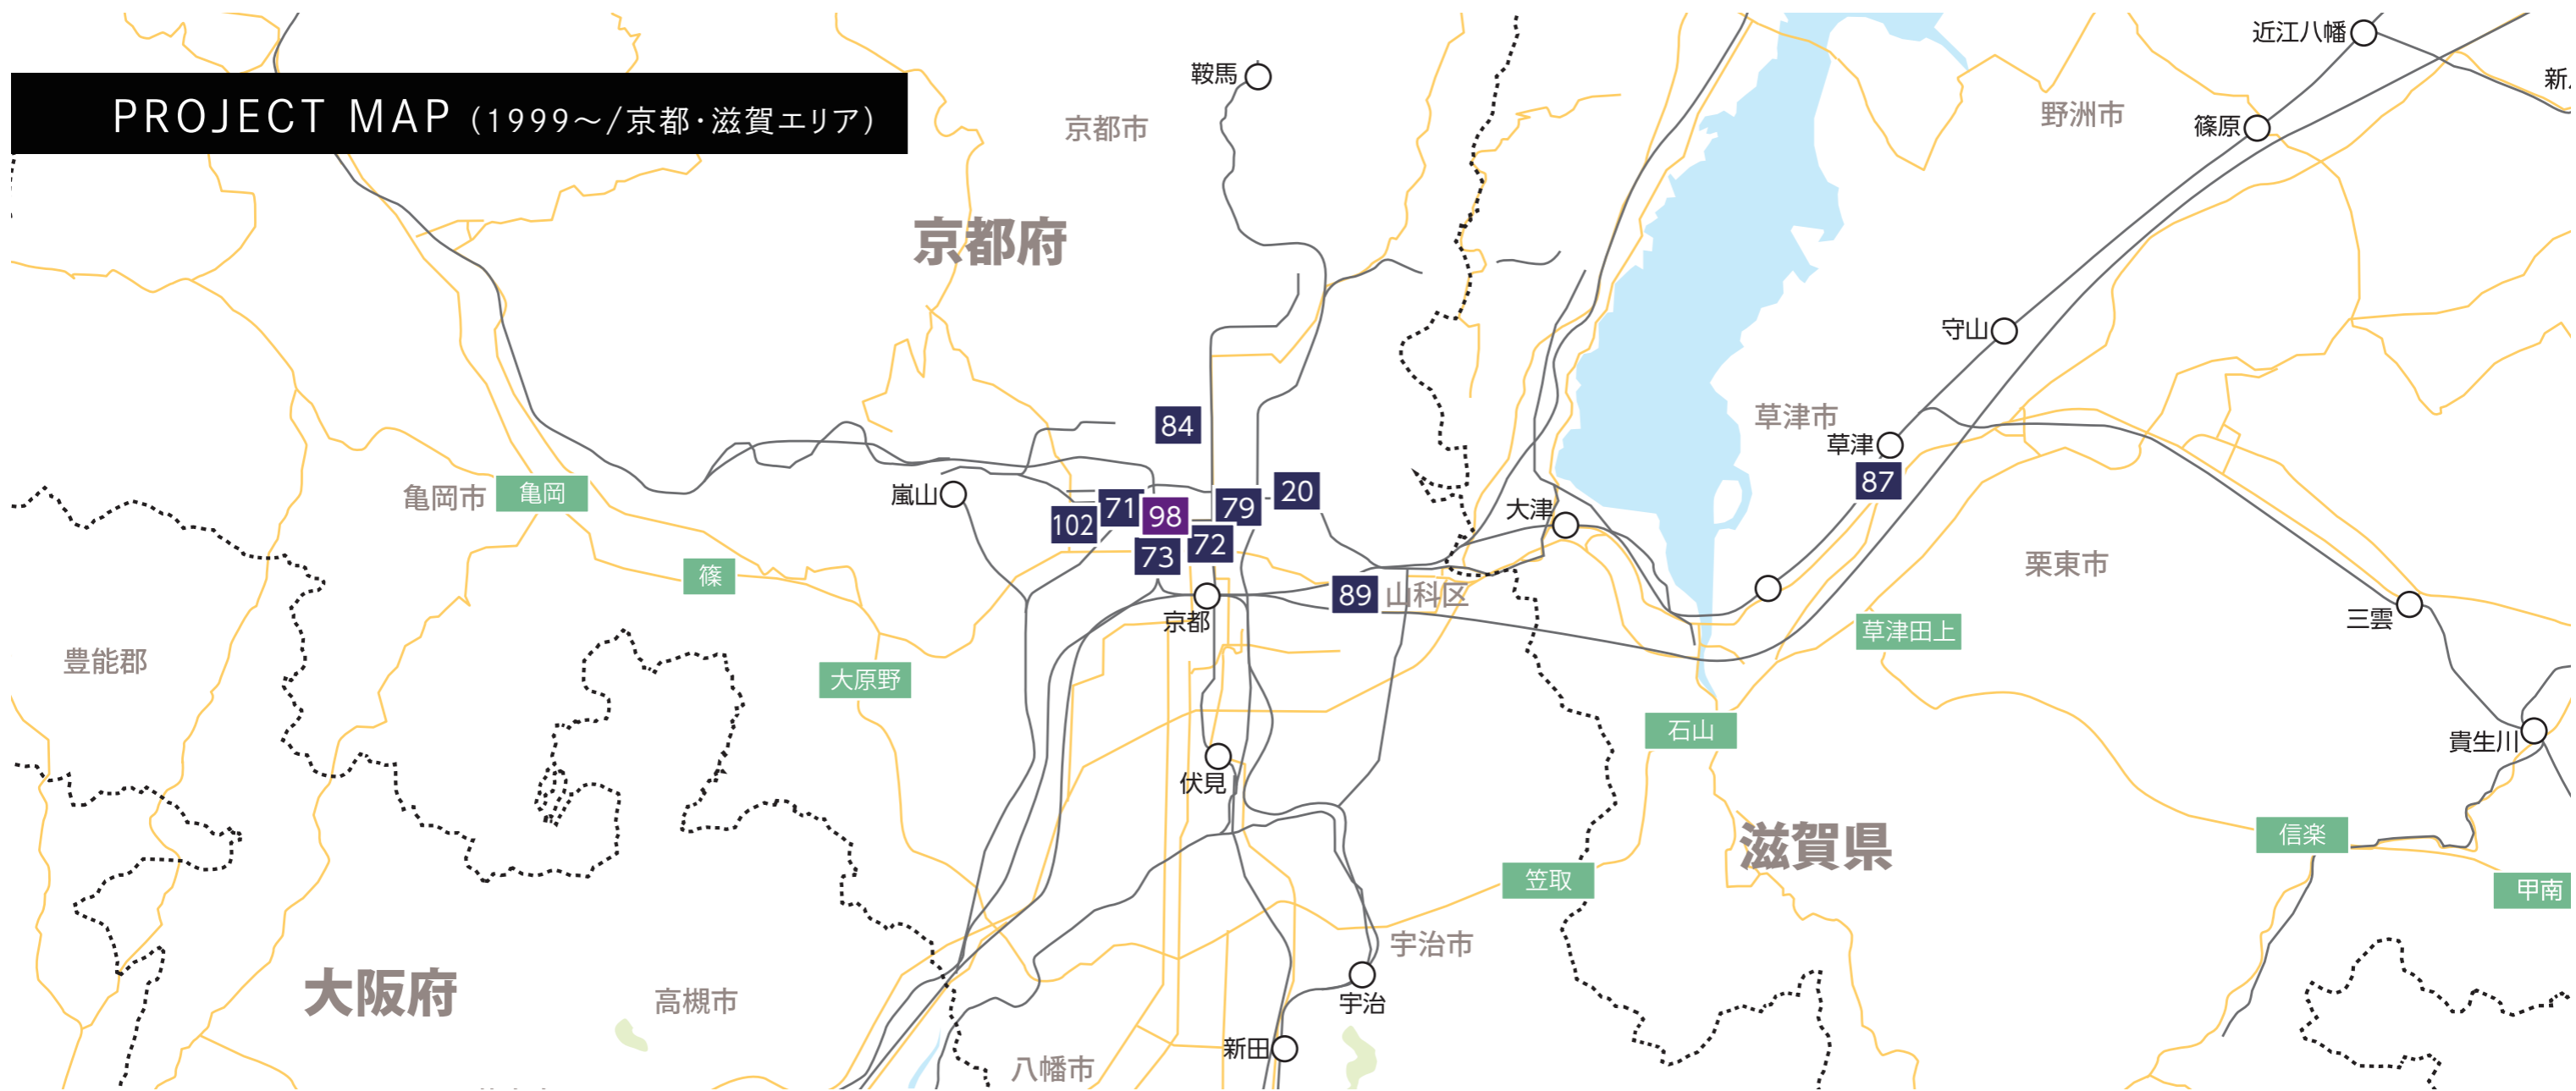 近江八幡
鞍馬
新
PROJECT MAP (1999〜/京都・滋賀エリア)
京都市
野洲市
篠原
京都府
守山
84
草津市
草津
87
亀岡市
亀岡
嵐山
71
98
79
20
102
大津
73
72
栗東市
篠
89
山科区
京都
三雲
豊能郡
草津田上
大原野
石山
貴生川
伏見
滋賀県
信楽
笠取
甲南
宇治市
大阪府
高槻市
宇治
新田
八幡市